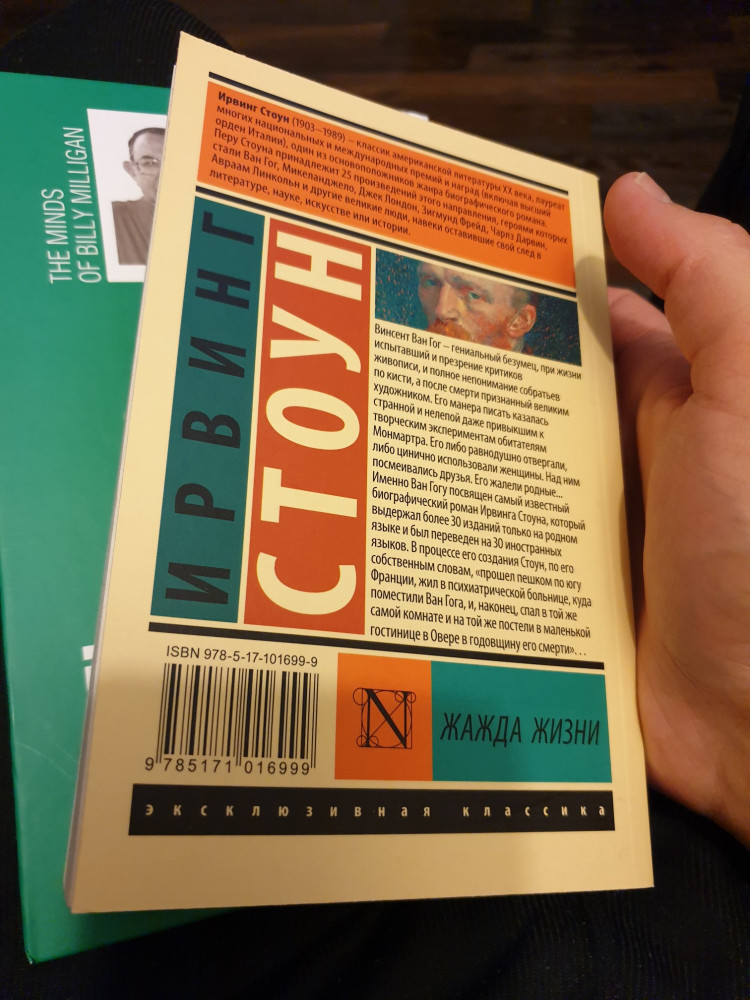 THE MINDS
OF BILLY MILLIGAN
Ирвинг Стоун (1903–1989) – классик американской литературы XX века, лауреат
многих национальных и международных премий и наград (включая высший
орден Италии), один из основоположников жанра биографического романа.
Перу Стоуна принадлежит 25 произведений этого направления, героями которых
стали Ван Гог, Микеланджело, Джек Лондон, Зигмунд Фрейд, Чарлз Дарвин,
Авраам Линкольн и другие великие люди, навеки оставившие свой след в
литературе, науке, искусстве или истории.
ИРВИНГ
СТОУН
Винсент Ван Гог – гениальный безумец, при жизни
испытавший и презрение критиков
живописи, и полное непонимание собратьев
по кисти, а после смерти признанный великим
художником. Его манера писать казалась
странной и нелепой даже привыкшим к
творческим экспериментам обитателям
Монмартра. Его либо равнодушно отвергали,
либо цинично использовали женщины. Над ним
посмеивались друзья. Его жалели родные...
Именно Ван Гогу посвящен самый известный
биографический роман Ирвинга Стоуна, который
выдержал более 30 изданий только на родном
языке и был переведен на 30 иностранных
языков. В процессе его создания Стоун, по его
собственным словам, «прошел пешком по югу
Франции, жил в психиатрической больнице, куда
поместили Ван Гога, и, наконец, спал в той же
самой комнате и на той же постели в маленькой
гостинице в Овере в годовщину его смерти»...
ISBN 978-5-17-101699-9
9 785171 016999
N
ЖАЖДА ЖИЗНИ
эксклюзивная классика